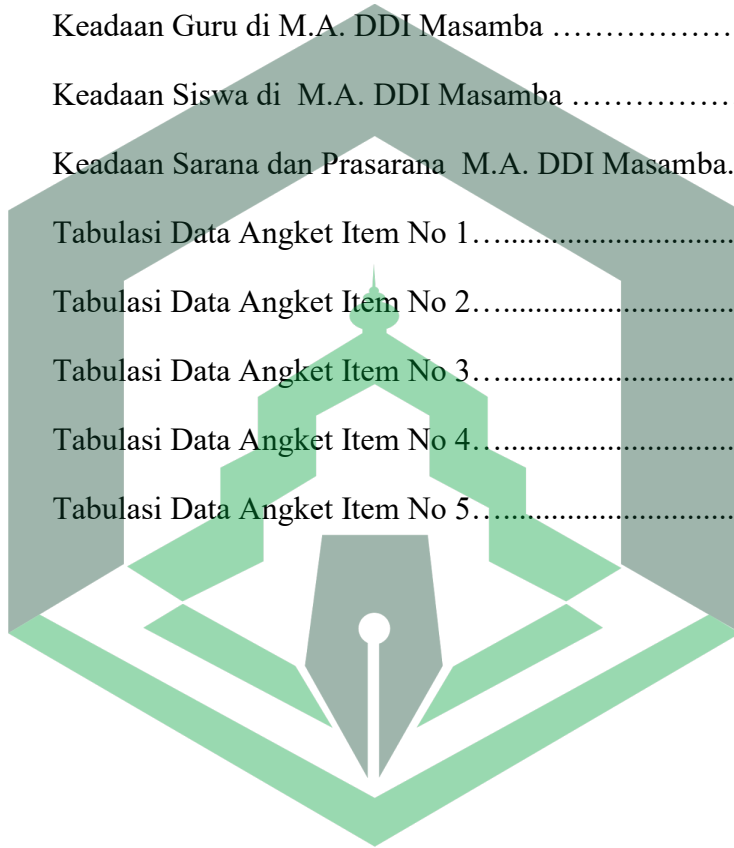 Keadaan Guru di M.A. DDI Masamba ………………
Keadaan Siswa di  M.A. DDI Masamba ……………
Keadaan Sarana dan Prasarana  M.A. DDI Masamba.
Tabulasi Data Angket Item No 1…............................
Tabulasi Data Angket Item No 2…............................
Tabulasi Data Angket Item No 3…............................
Tabulasi Data Angket Item No 4…............................
Tabulasi Data Angket Item No 5…............................